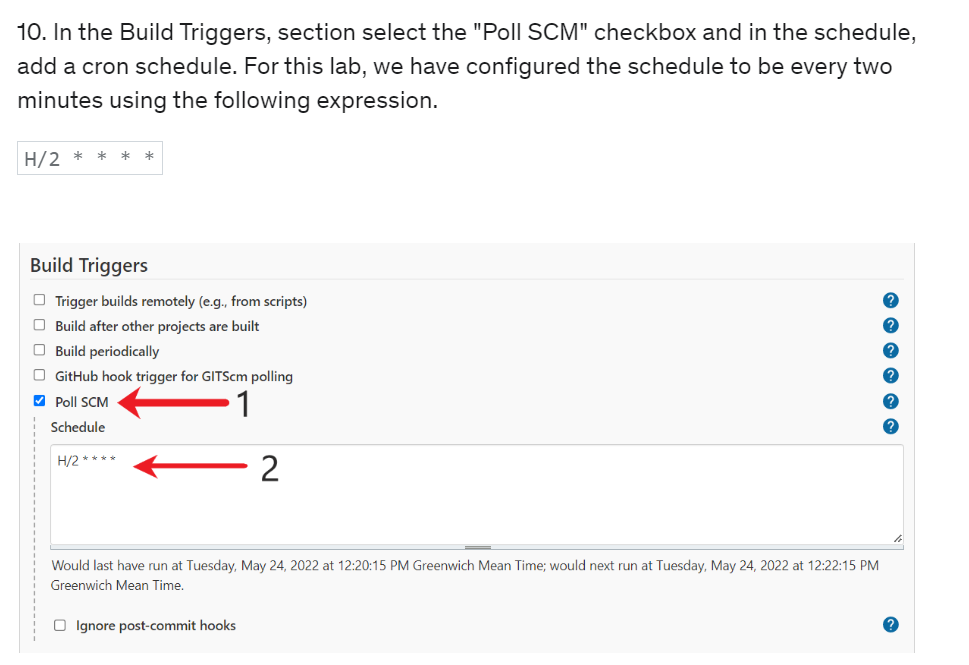 10. In the Build Triggers, section select the "Poll SCM" checkbox and in the schedule,
add a cron schedule. For this lab, we have configured the schedule to be every two
minutes using the following expression.
H/2 * * * *
Build Triggers
Trigger builds remotely (e.g., from scripts)
?
Build after other projects are built
?
Build periodically
?
GitHub hook trigger for GITScm polling
?
Poll SCM
1
?
Schedule
?
H/2 * * * *
2
Would last have run at Tuesday, May 24, 2022 at 12:20:15 PM Greenwich Mean Time; would next run at Tuesday, May 24, 2022 at 12:22:15 PM
Greenwich Mean Time.
Ignore post-commit hooks
?